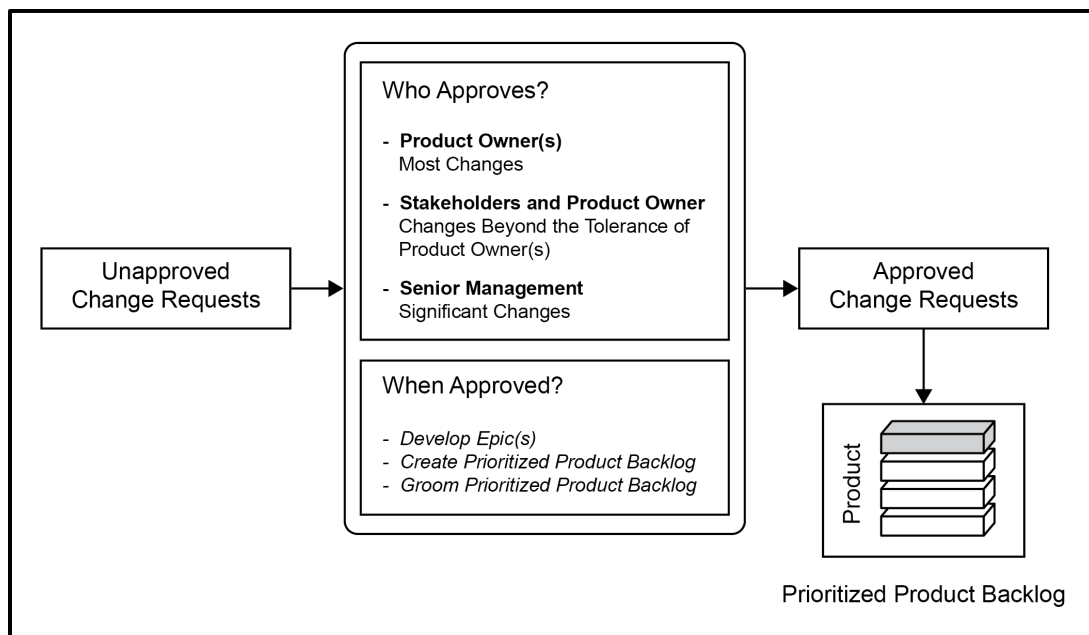 Unapproved
Change Requests
Who Approves?
- Product Owner(s)
Most Changes
- Stakeholders and Product Owner
Changes Beyond the Tolerance of
Product Owner(s)
- Senior Management
Significant Changes
When Approved?
- Develop Epic(s)
- Create Prioritized Product Backlog
- Groom Prioritized Product Backlog
Approved
Change Requests
Product
Prioritized Product Backlog